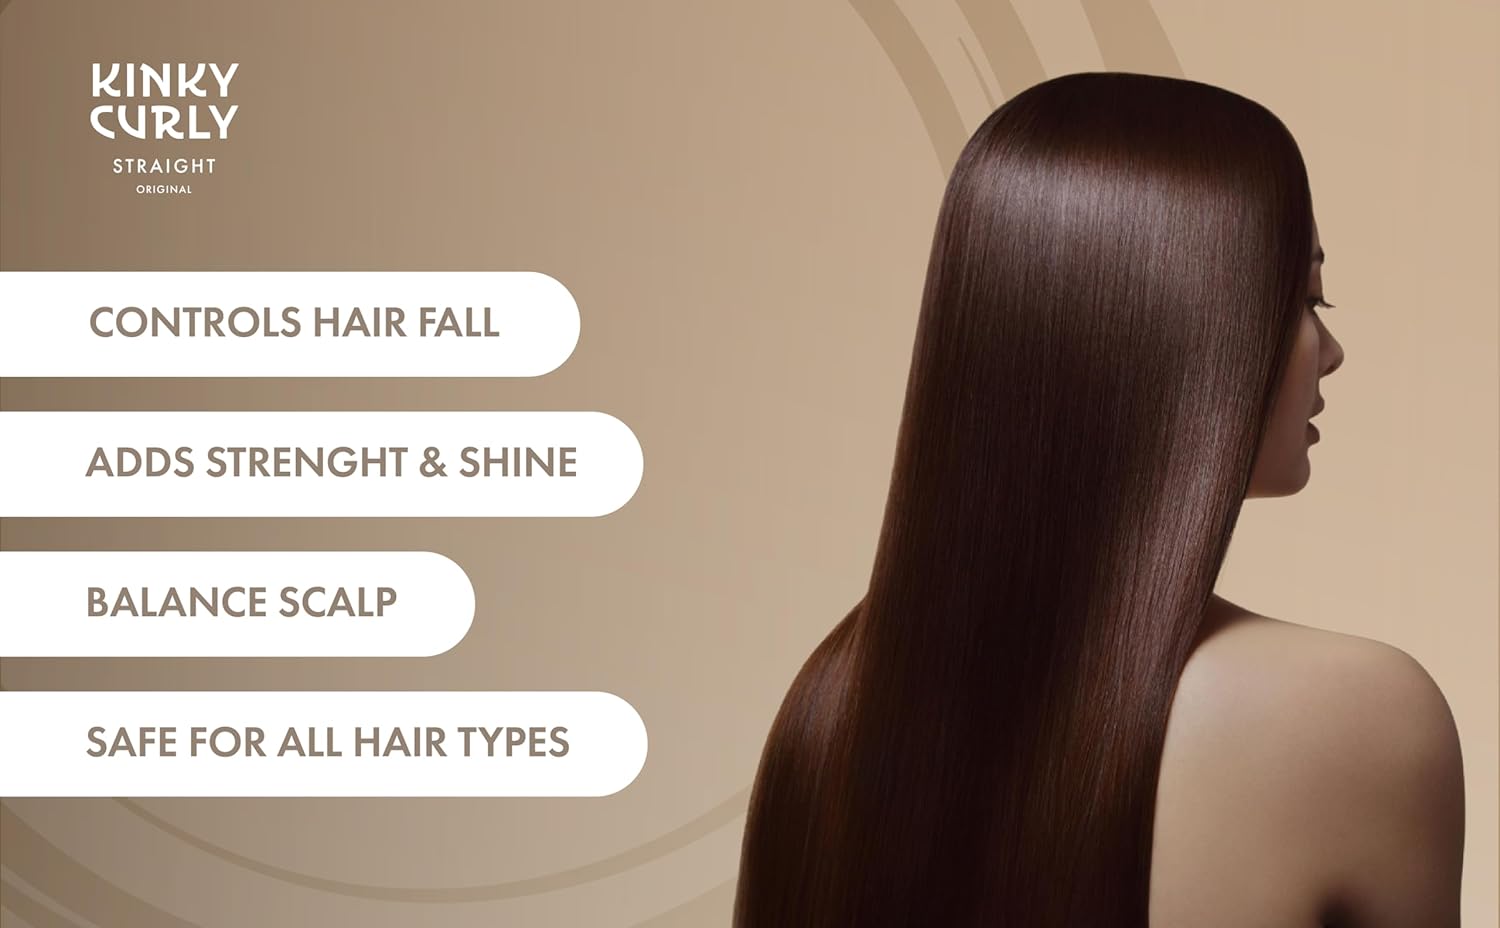 KINKY
CURLY
STRAIGHT
ORIGINAL
CONTROLS HAIR FALL
ADDS STRENGHT & SHINE
BALANCE SCALP
SAFE FOR ALL HAIR TYPES